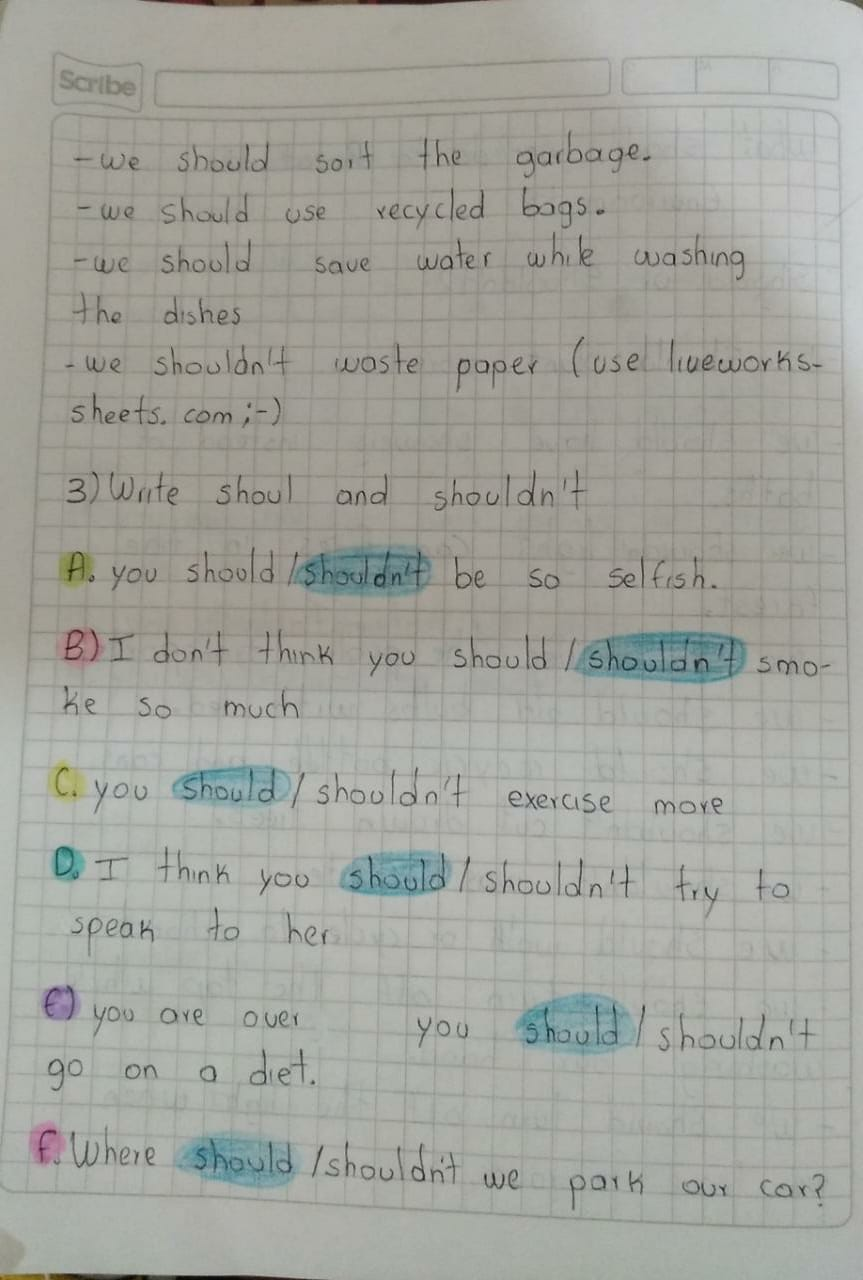 Scribe
-we should sort the garbage.
-we should use recycled bags.
-we should save water while washing
the dishes
-we shouldn't waste paper (use liveworks-
sheets.com ;-)
3) Write shoul and shouldn't
A. you should / shouldn't be so selfish.
B) I don't think you should / shouldn't smo-
ke so much
C. you should / shouldn't exercise more
D. I think you should / shouldn't try to
speak to her
E) you are over you should / shouldn't
go on a diet.
F. Where should / shouldn't we park our car?